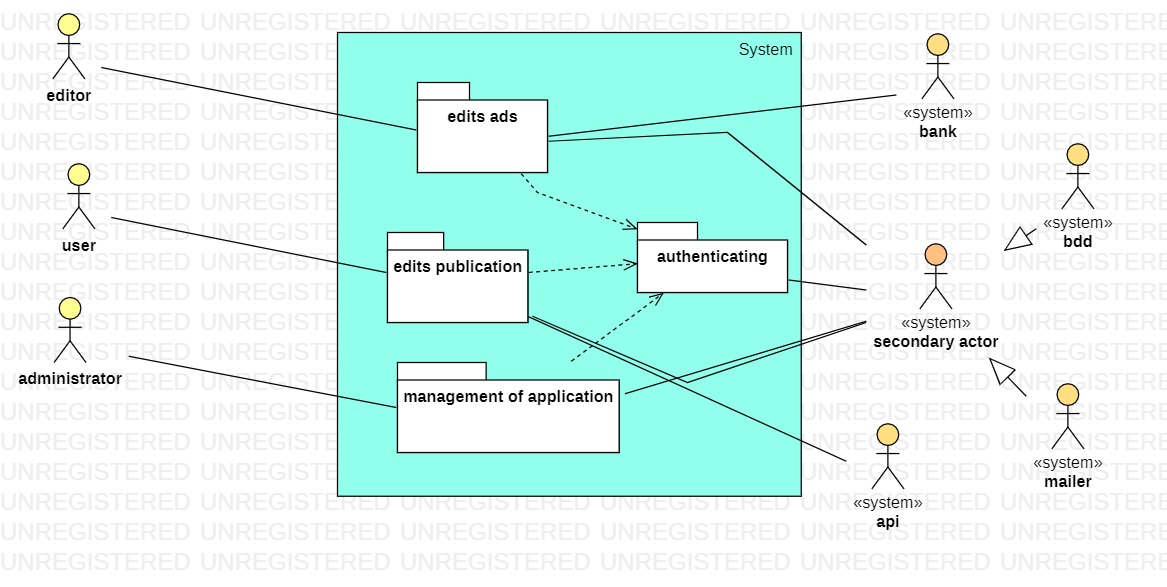 UNREGISTERED UNREGISTERED UNREGISTERED UNREGISTERED UNREGISTERED
System
editor
edits ads
«system»
bank
user
«system»
bdd
edits publication
authenticating
«system»
secondary actor
administrator
management of application
«system»
mailer
«system»
api